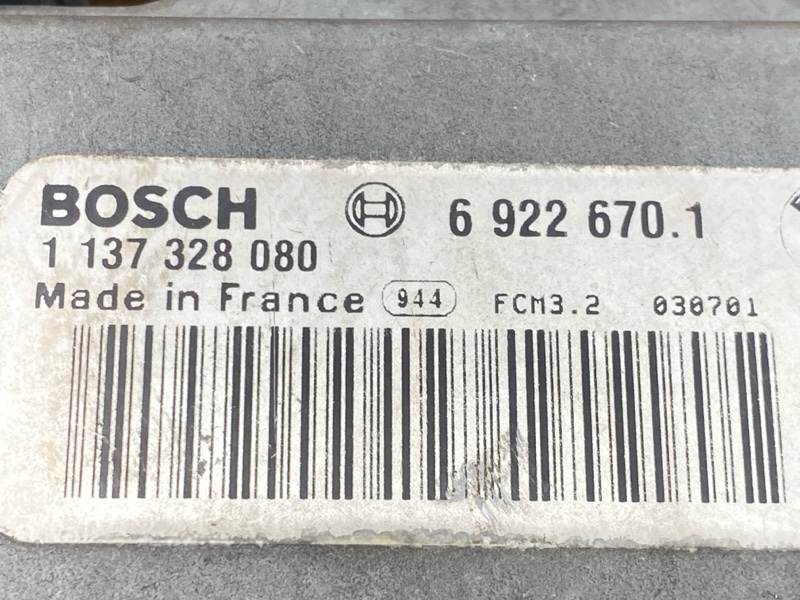 BOSCH 6 922 670.1
1 137 328 080
Made in France 944 FCM3.2 030701